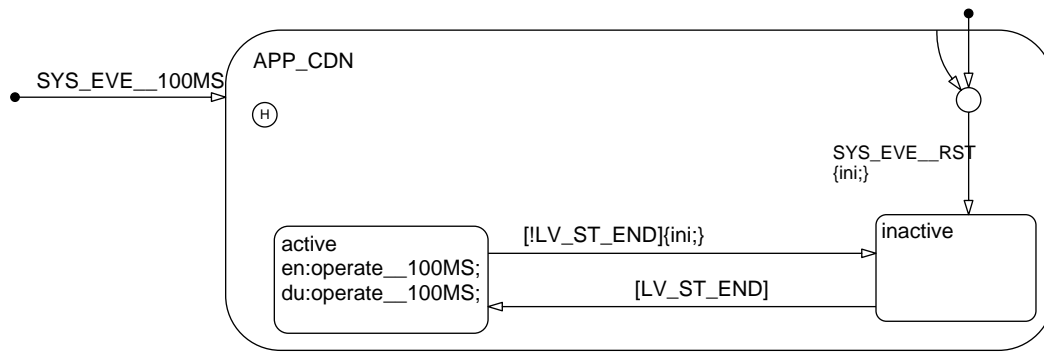 APP_CDN
SYS_EVE__100MS
H
SYS_EVE__RST
{ini;}
active
en:operate__100MS;
du:operate__100MS;
[!LV_ST_END]{ini;}
[LV_ST_END]
inactive